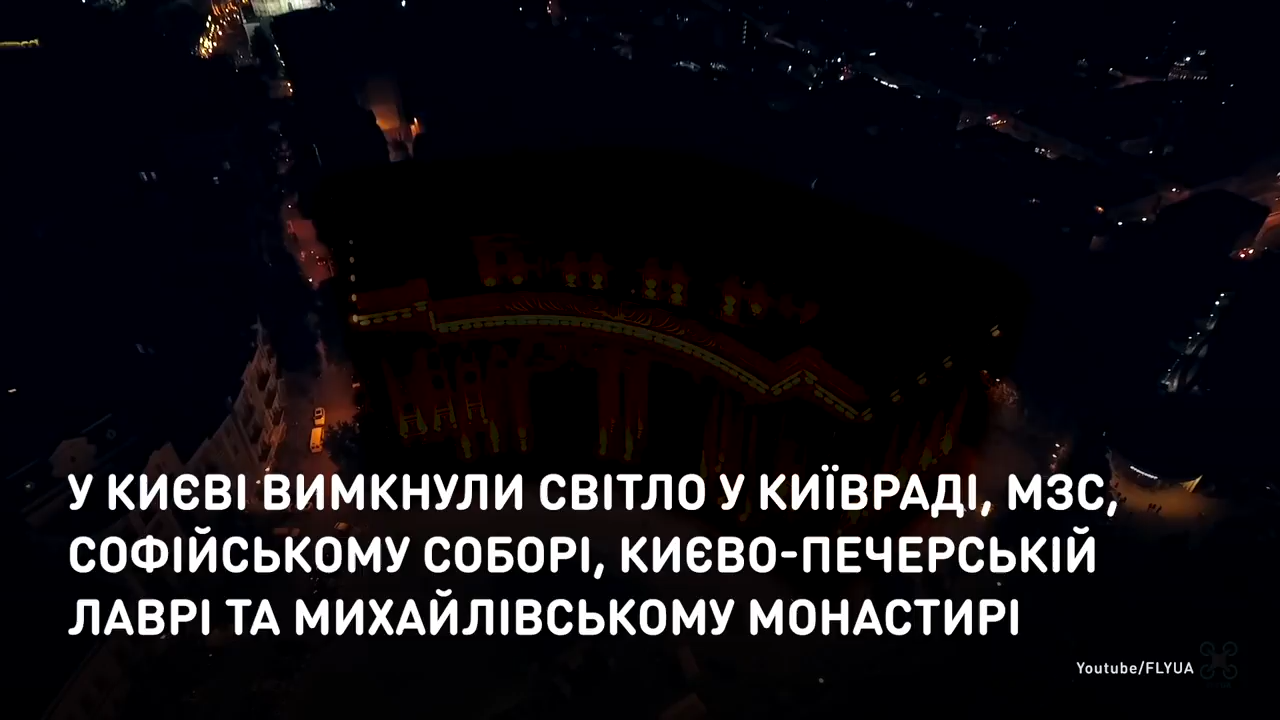 У КИЄВІ ВИМКНУЛИ СВІТЛО У КИЇВРАДІ, МЗС,
СОФІЙСЬКОМУ СОБОРІ, КИЄВО-ПЕЧЕРСЬКІЙ
ЛАВРІ ТА МИХАЙЛІВСЬКОМУ МОНАСТИРІ
Youtube/FLYUA